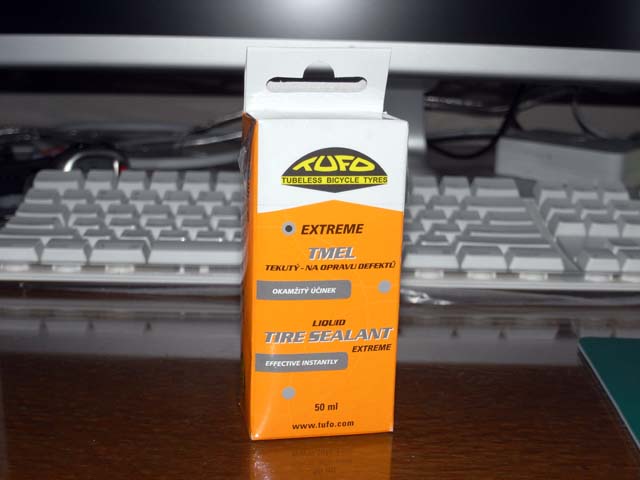 TUFO
TUBELESS BICYCLE TYRES
EXTREME
TMEL
TEKUTÝ - NA OPRAVU DEFEKTŮ
OKAMŽITÝ ÚČINEK
LIQUID
TIRE SEALANT
EXTREME
EFFECTIVE INSTANTLY
50 ml
www.tufo.com